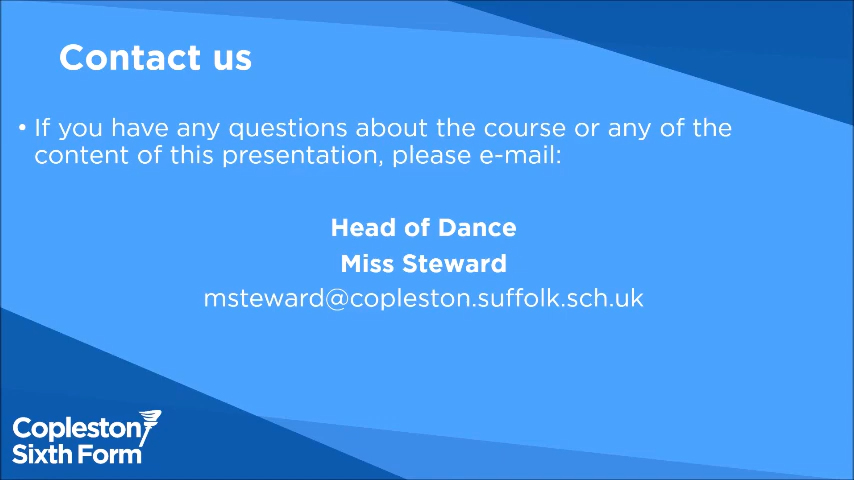 Contact us
• If you have any questions about the course or any of the
content of this presentation, please e-mail:
Head of Dance
Miss Steward
msteward@copleston.suffolk.sch.uk
Copleston
Sixth Form